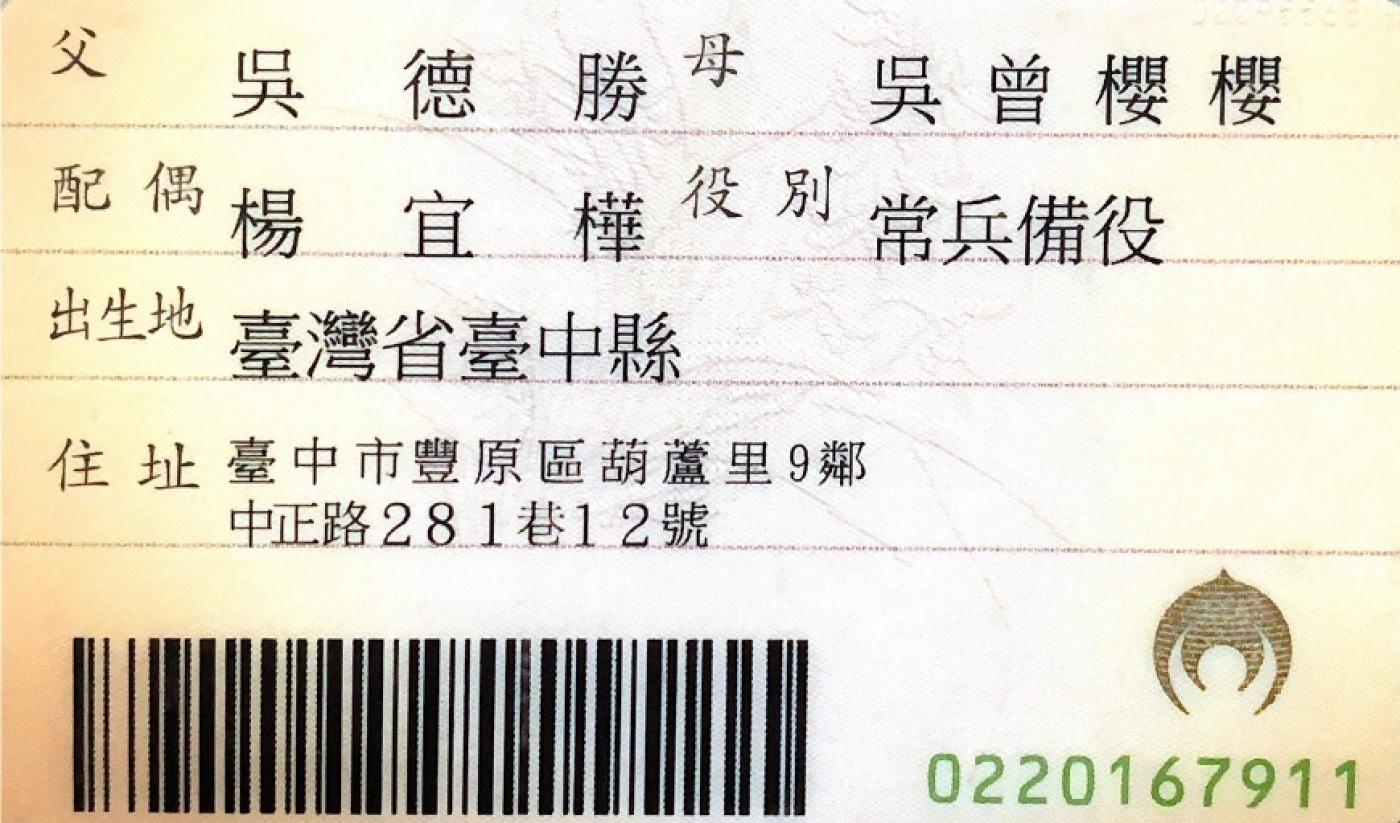 父 吳德勝 母 吳曾櫻櫻
配偶 楊宜樺 役別 常兵備役
出生地 臺灣省臺中縣
住址 臺中市豐原區葫蘆里9鄰
中正路281巷12號
0220167911